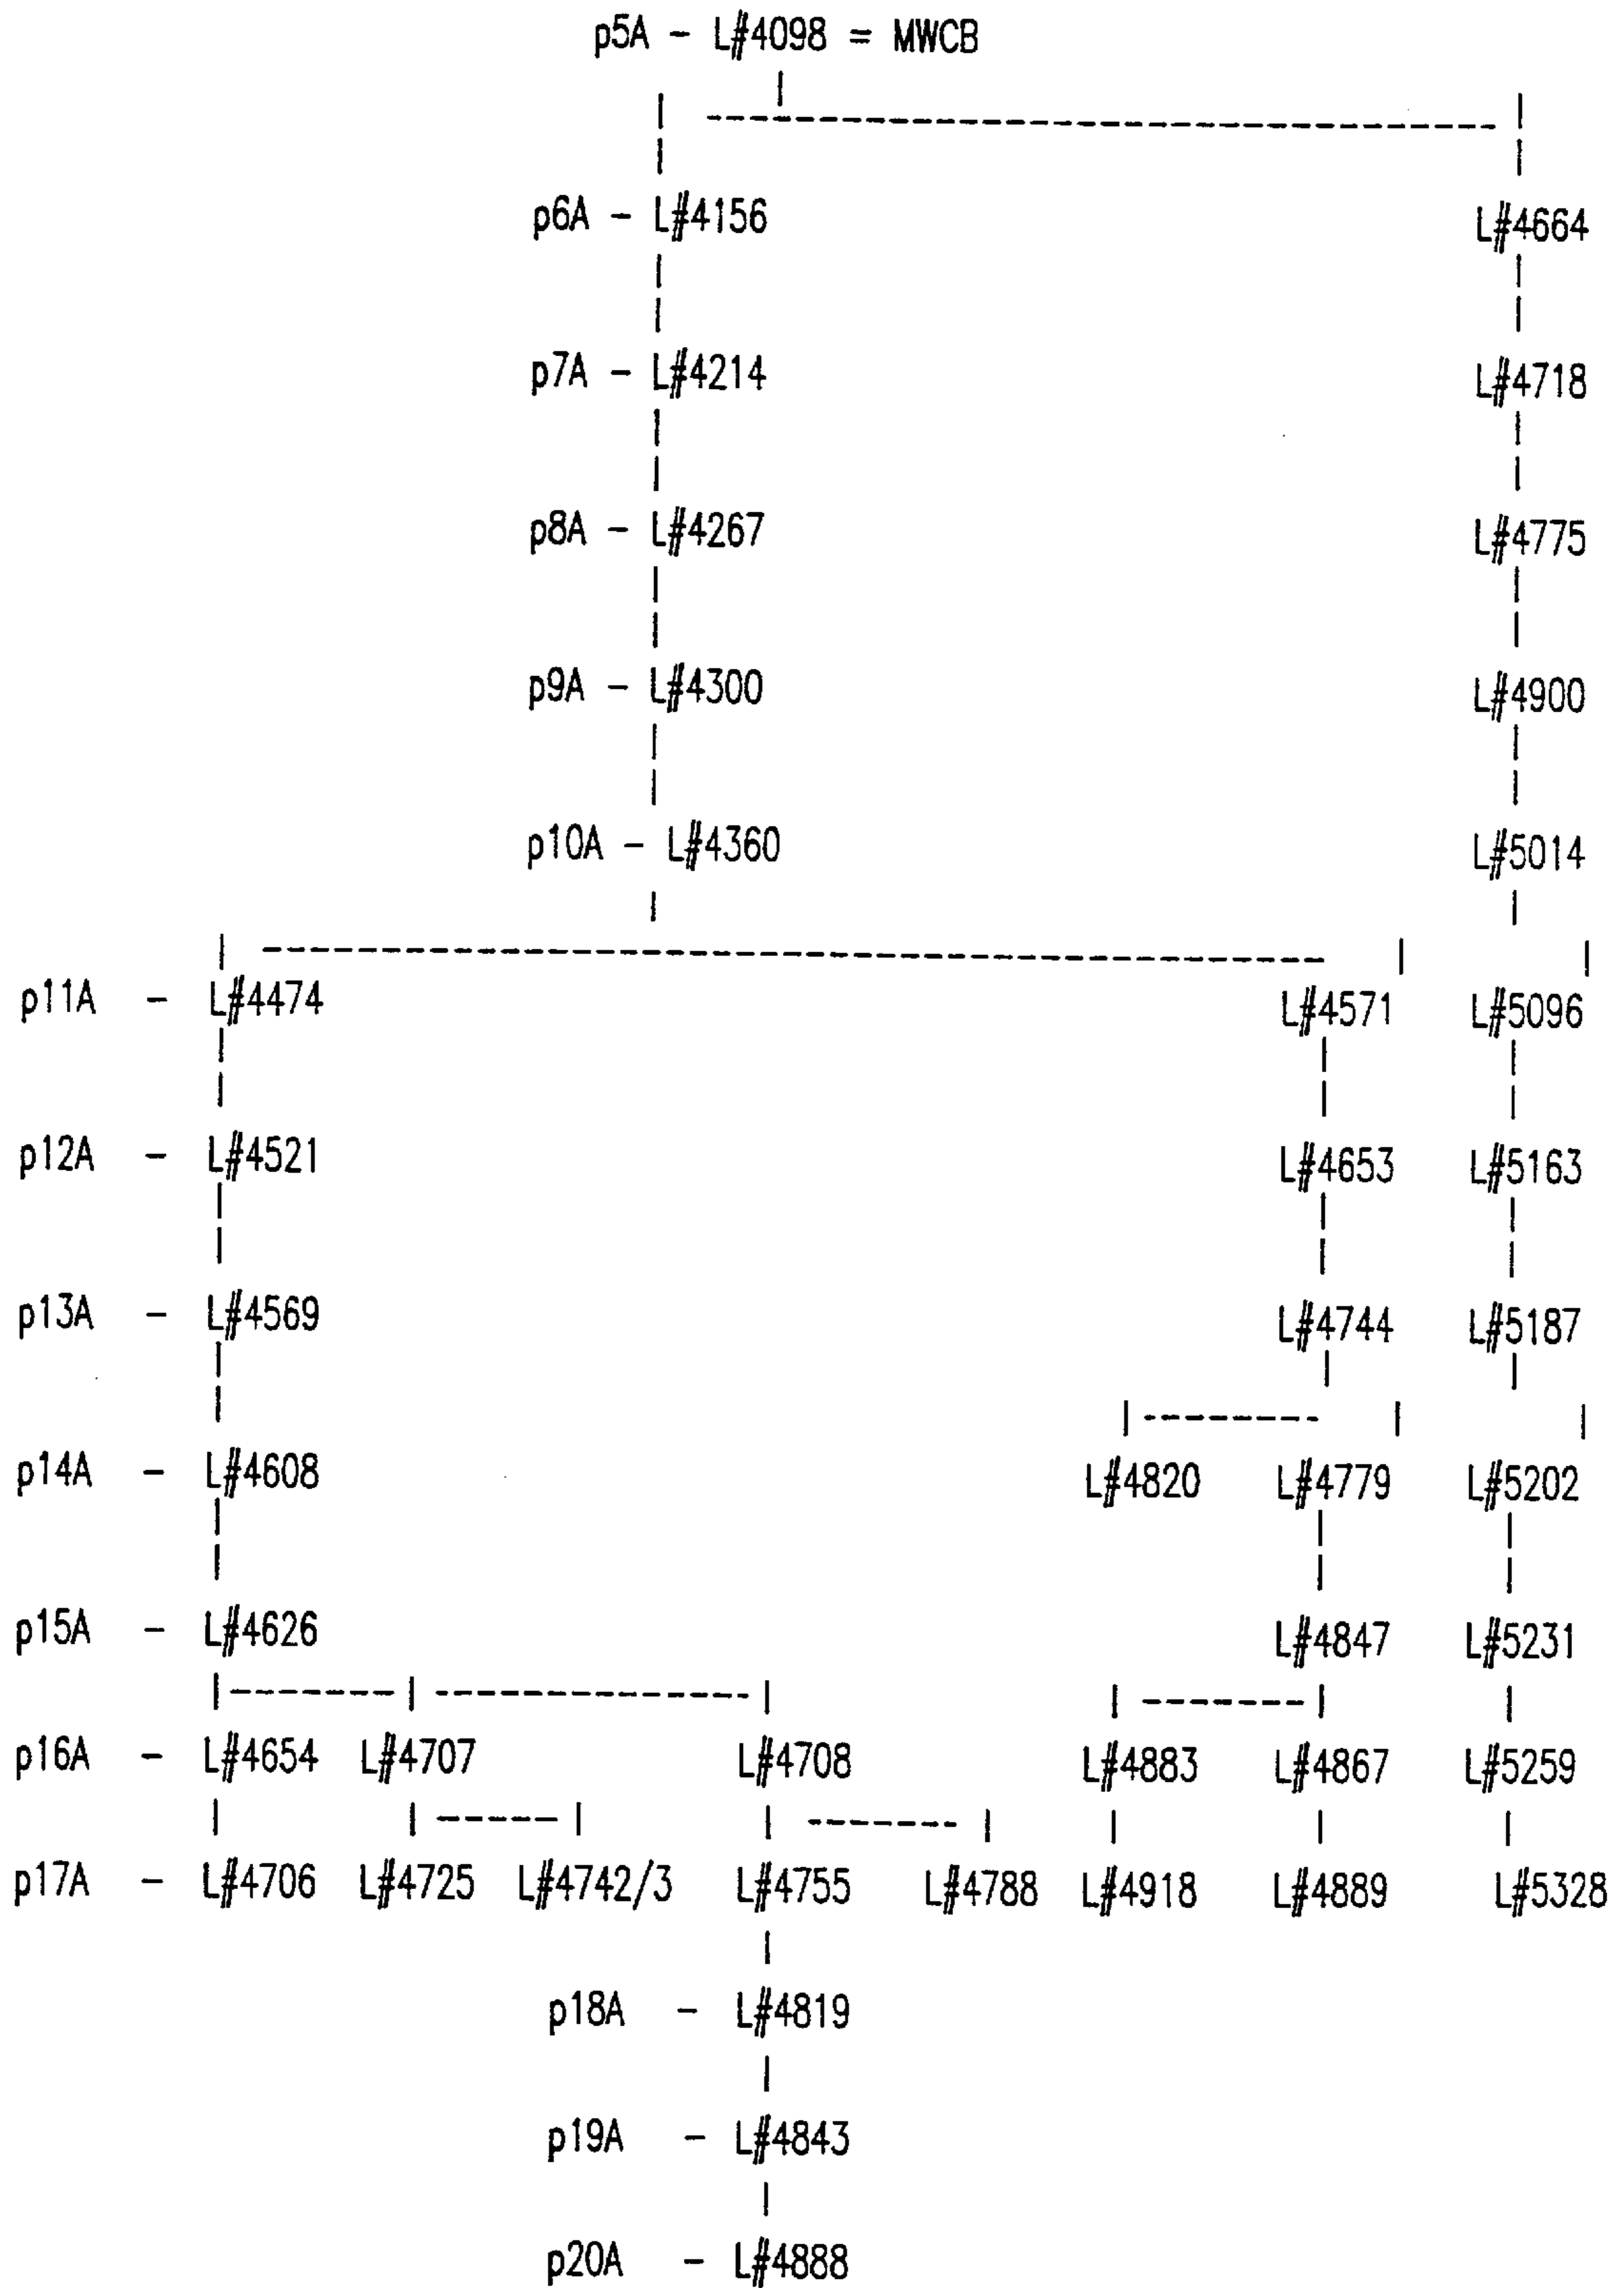 p5A - L#4098 = MWCB
p6A - L#4156 L#4664
p7A - L#4214 L#4718
p8A - L#4267 L#4775
p9A - L#4300 L#4900
p10A - L#4360 L#5014
p11A - L#4474 L#4571 L#5096
p12A - L#4521 L#4653 L#5163
p13A - L#4569 L#4744 L#5187
p14A - L#4608 L#4820 L#4779 L#5202
p15A - L#4626 L#4847 L#5231
p16A - L#4654 L#4707 L#4708 L#4883 L#4867 L#5259
p17A - L#4706 L#4725 L#4742/3 L#4755 L#4788 L#4918 L#4889 L#5328
p18A - L#4819
p19A - L#4843
p20A - L#4888